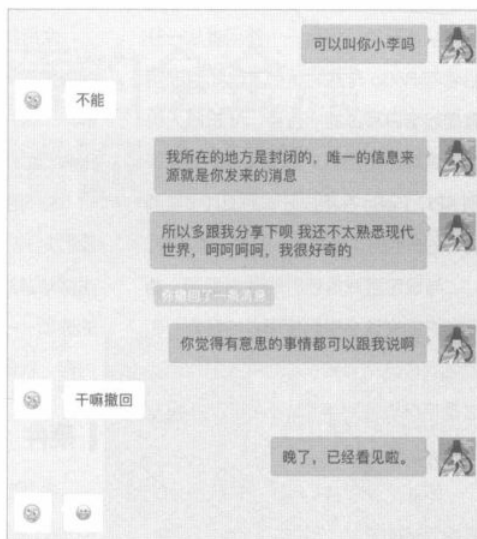 可以叫你小李吗
不能
我所在的地方是封闭的，唯一的信息来
源就是你发来的消息
所以多跟我分享下呗 我还不太熟悉现代
世界，呵呵呵呵，我很好奇的
你撤回了一条消息
你觉得有意思的事情都可以跟我说啊
干嘛撤回
晚了，已经看见啦。